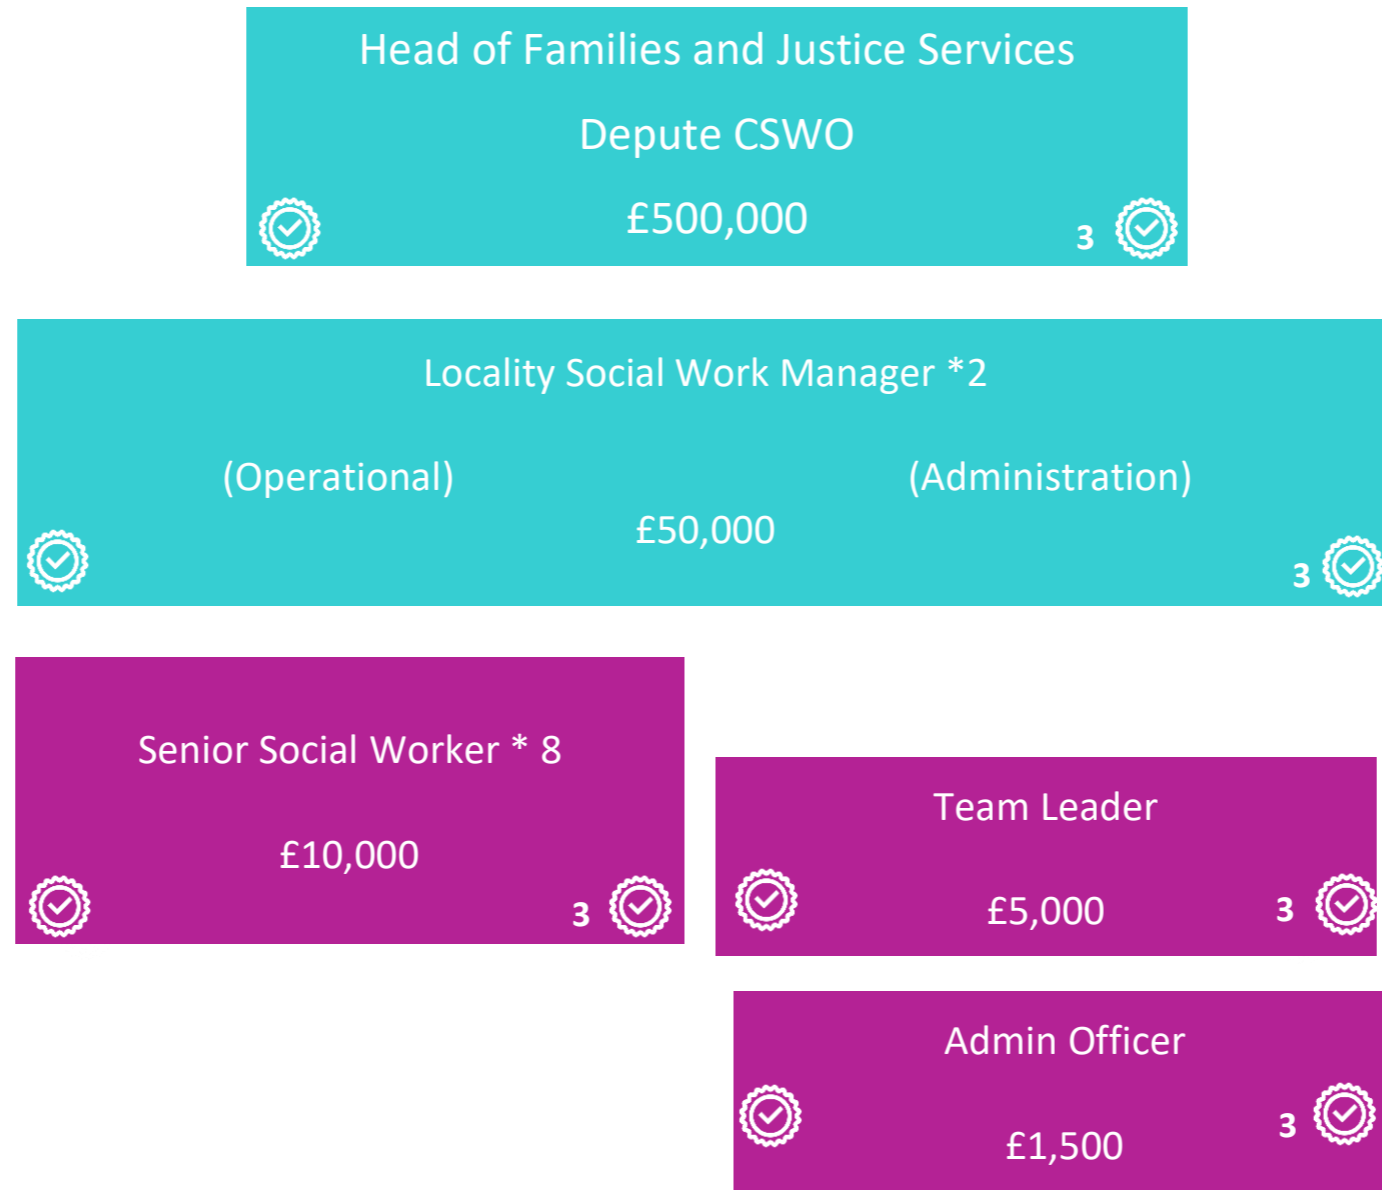 Head of Families and Justice Services
Depute CSWO
£500,000
3
Locality Social Work Manager *2
(Operational) (Administration)
£50,000
3
Senior Social Worker * 8
£10,000
3
Team Leader
£5,000
3
Admin Officer
£1,500
3